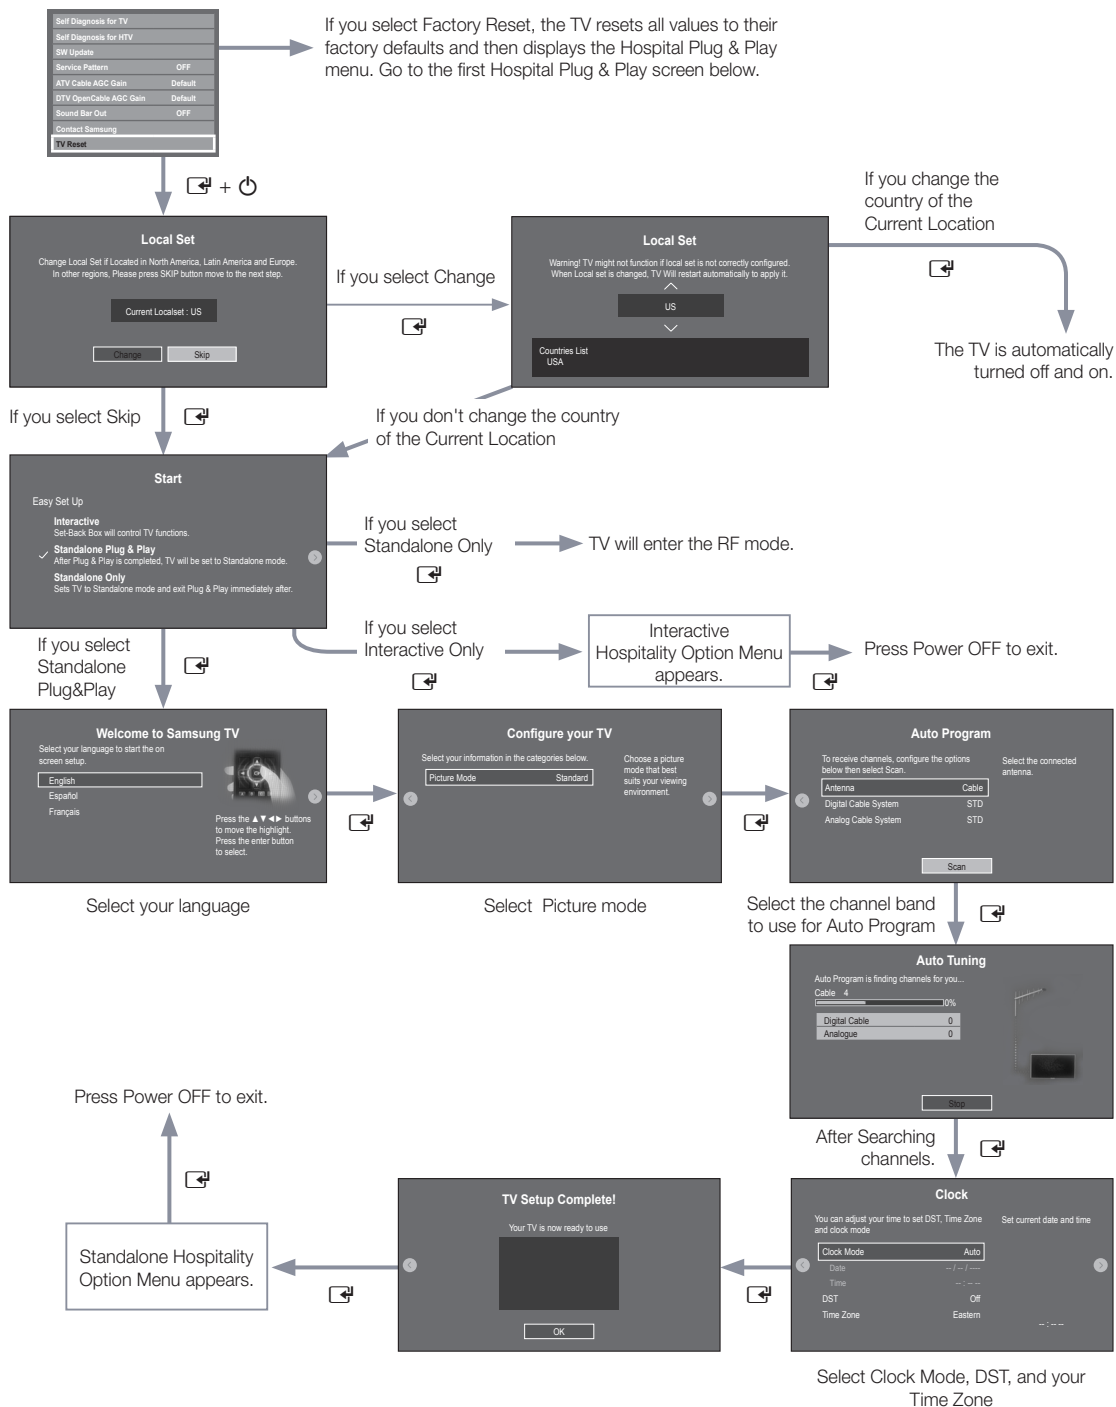 Self Diagnosis for TV
Self Diagnosis for HTV
SW Update
Service Pattern OFF
ATV Cable AGC Gain Default
DTV OpenCable AGC Gain Default
Sound Bar Out OFF
Contact Samsung
TV Reset
If you select Factory Reset, the TV resets all values to their
factory defaults and then displays the Hospital Plug & Play
menu. Go to the first Hospital Plug & Play screen below.
+
Local Set
Change Local Set if Located in North America, Latin America and Europe.
In other regions, Please press SKIP button move to the next step.
Current Localset : US
Change Skip
If you select Change
Local Set
Warning! TV might not function if local set is not correctly configured.
When Local set is changed, TV Will restart automatically to apply it.
US
Countries List
USA
If you change the
country of the
Current Location
The TV is automatically
turned off and on.
If you select Skip
If you don't change the country
of the Current Location
Start
Easy Set Up
Interactive
Set-Back Box will control TV functions.
Standalone Plug & Play
After Plug & Play is completed, TV will be set to Standalone mode.
Standalone Only
Sets TV to Standalone mode and exit Plug & Play immediately after.
If you select
Standalone Only
TV will enter the RF mode.
If you select
Interactive Only
Interactive
Hospitality Option Menu
appears.
Press Power OFF to exit.
If you select
Standalone
Plug&Play
Welcome to Samsung TV
Select your language to start the on
screen setup.
English
Español
Français
Press the ▲▼◀▶ buttons
to move the highlight.
Press the enter button
to select.
Select your language
Configure your TV
Select your information in the categories below.
Picture Mode Standard
Choose a picture
mode that best
suits your viewing
environment.
Select Picture mode
Auto Program
To receive channels, configure the options
below then select Scan.
Antenna Cable
Digital Cable System STD
Analog Cable System STD
Select the connected
antenna.
Scan
Select the channel band
to use for Auto Program
Auto Tuning
Auto Program is finding channels for you...
Cable 4
0%
Digital Cable 0
Analogue 0
Stop
After Searching
channels.
Clock
You can adjust your time to set DST, Time Zone
and clock mode
Set current date and time
Clock Mode Auto
Date -- / -- / ----
Time -- : -- --
DST Off
Time Zone Eastern
-- : -- --
Select Clock Mode, DST, and your
Time Zone
TV Setup Complete!
Your TV is now ready to use
OK
Standalone Hospitality
Option Menu appears.
Press Power OFF to exit.